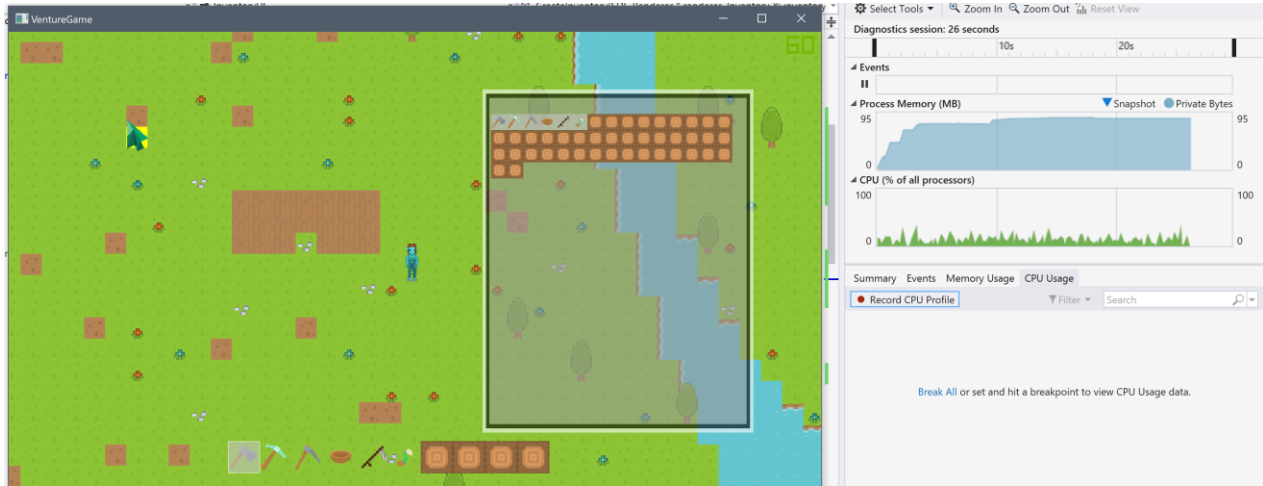 VentureGame
60
Select Tools Zoom In Zoom Out Reset View
Diagnostics session: 26 seconds
10s 20s
Events
Process Memory (MB) Snapshot Private Bytes
95 95
0 0
CPU (% of all processors)
100 100
0 0
Summary Events Memory Usage CPU Usage
Record CPU Profile Filter Search
Break All or set and hit a breakpoint to view CPU Usage data.